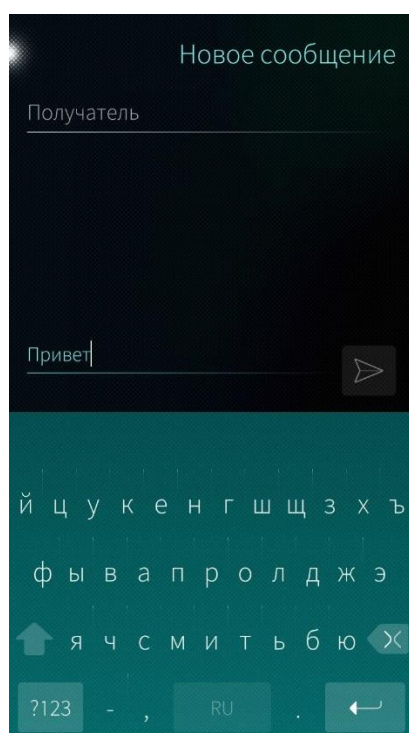 Новое сообщение
Получатель
Привет
й ц у к е н г ш щ з х ъ
ф ы в а п р о л д ж э
я ч с м и т ь б ю
?123 - , RU .